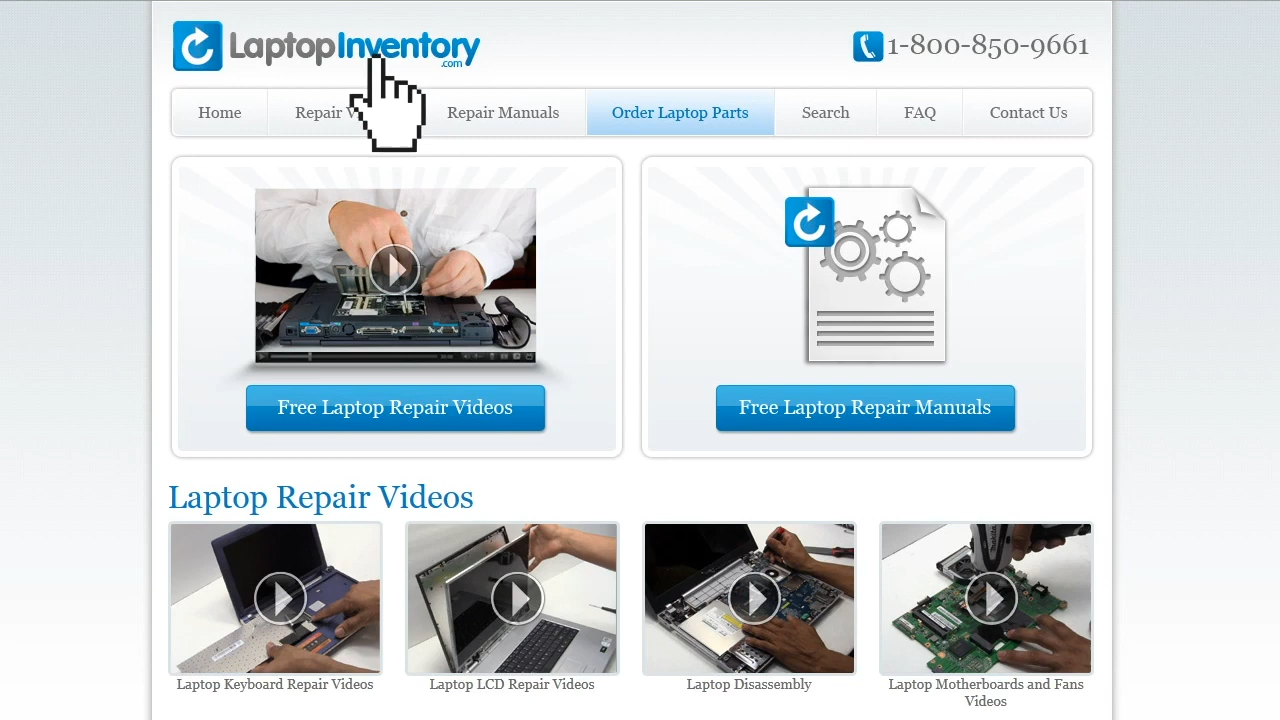 LaptopInventory
.com
1-800-850-9661
Home
Repair V
Repair Manuals
Order Laptop Parts
Search
FAQ
Contact Us
Free Laptop Repair Videos
Free Laptop Repair Manuals
Laptop Repair Videos
Laptop Keyboard Repair Videos
Laptop LCD Repair Videos
Laptop Disassembly
Laptop Motherboards and Fans
Videos